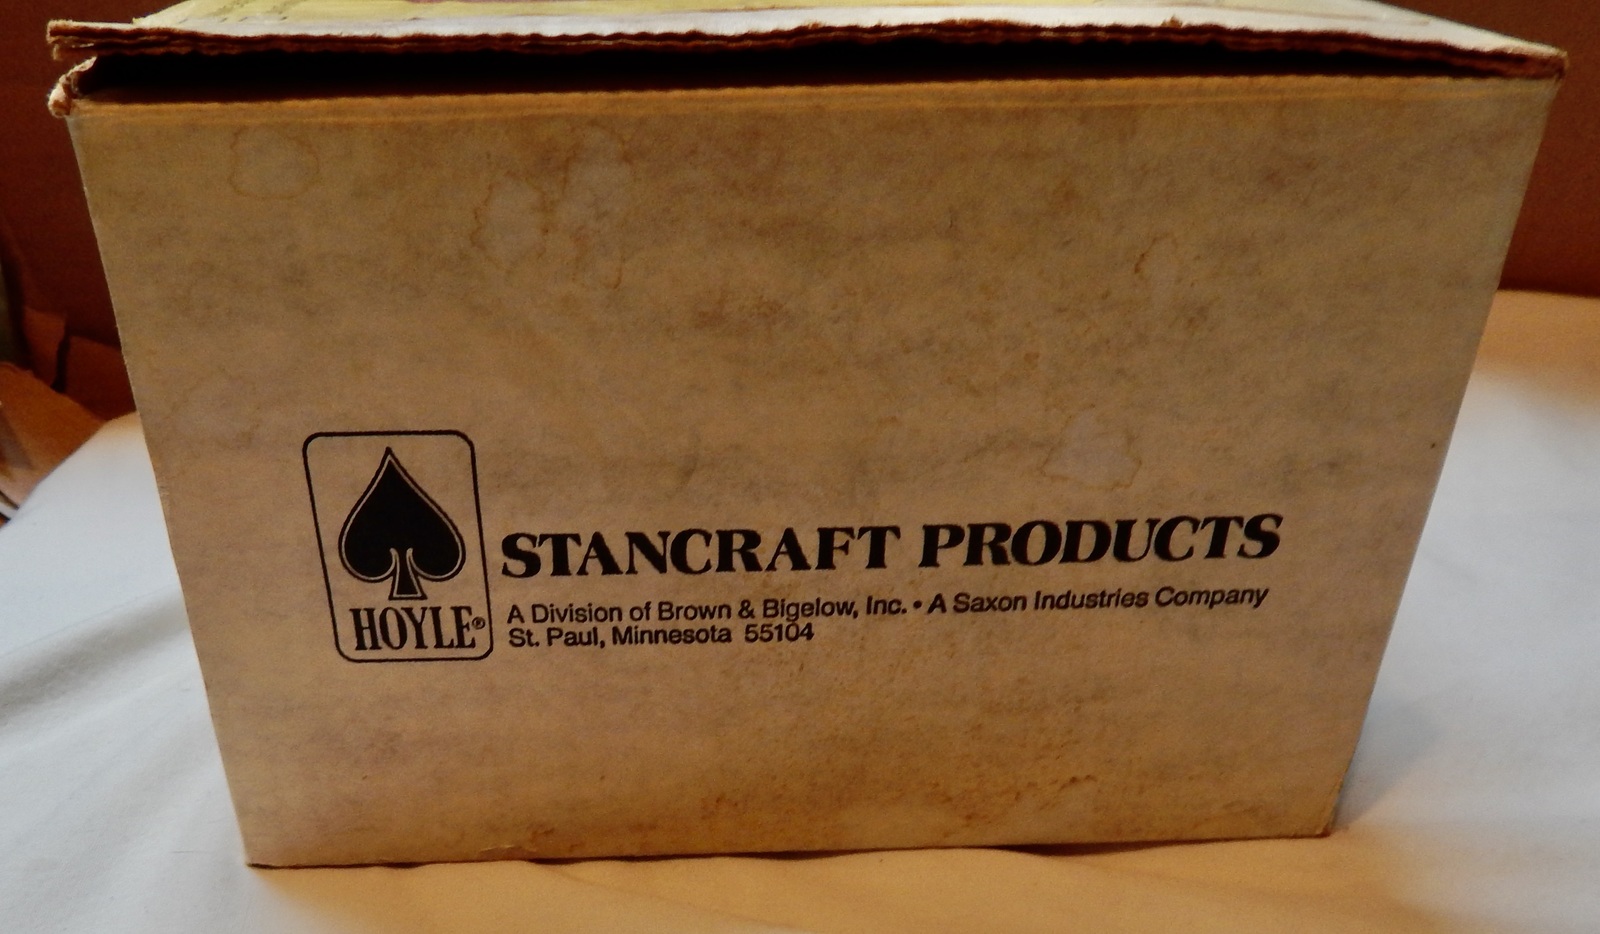 HOYLE®
STANCRAFT PRODUCTS
A Division of Brown & Bigelow, Inc. • A Saxon Industries Company
St. Paul, Minnesota 55104